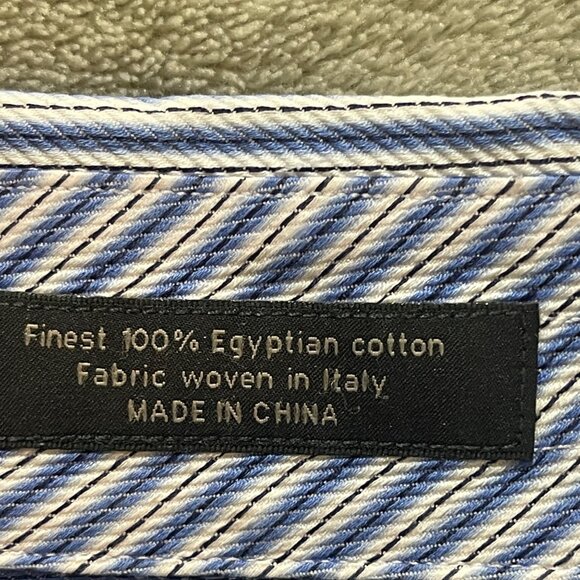 Finest 100% Egyptian cotton
Fabric woven in Italy
MADE IN CHINA